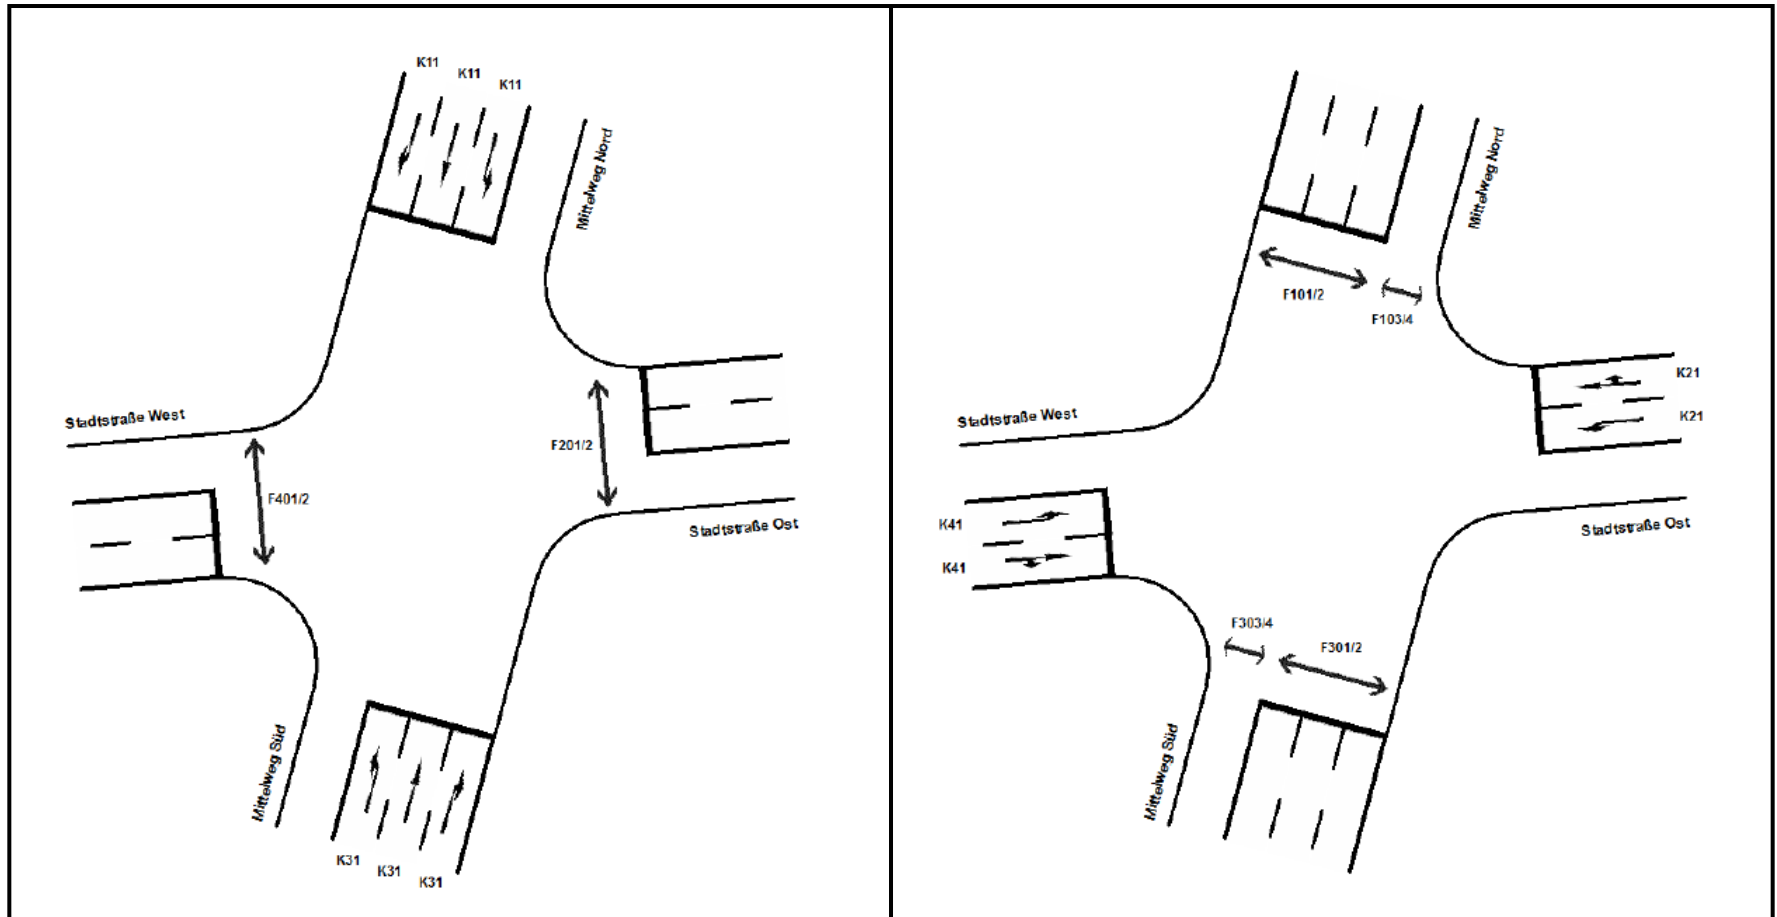 K11
K11
K11
Mittelweg Nord
Stadtstraße West
F201/2
F401/2
Stadtstraße Ost
Mittelweg Süd
K31
K31
K31
Mittelweg Nord
F101/2
F103/4
K21
Stadtstraße West
K21
K41
Stadtstraße Ost
K41
F303/4
F301/2
Mittelweg Süd